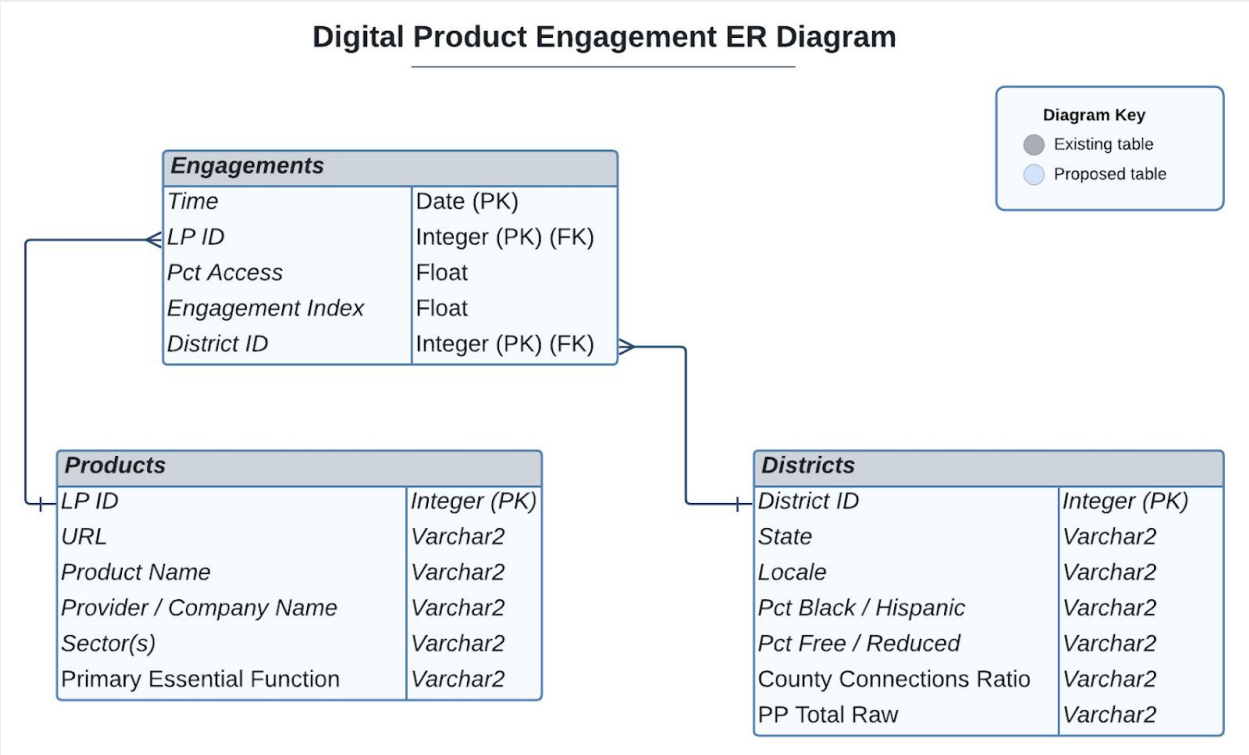 Digital Product Engagement ER Diagram
Diagram Key
Existing table
Proposed table
Engagements
Time Date (PK)
LP ID Integer (PK) (FK)
Pct Access Float
Engagement Index Float
District ID Integer (PK) (FK)
Products
LP ID Integer (PK)
URL Varchar2
Product Name Varchar2
Provider / Company Name Varchar2
Sector(s) Varchar2
Primary Essential Function Varchar2
Districts
District ID Integer (PK)
State Varchar2
Locale Varchar2
Pct Black / Hispanic Varchar2
Pct Free / Reduced Varchar2
County Connections Ratio Varchar2
PP Total Raw Varchar2